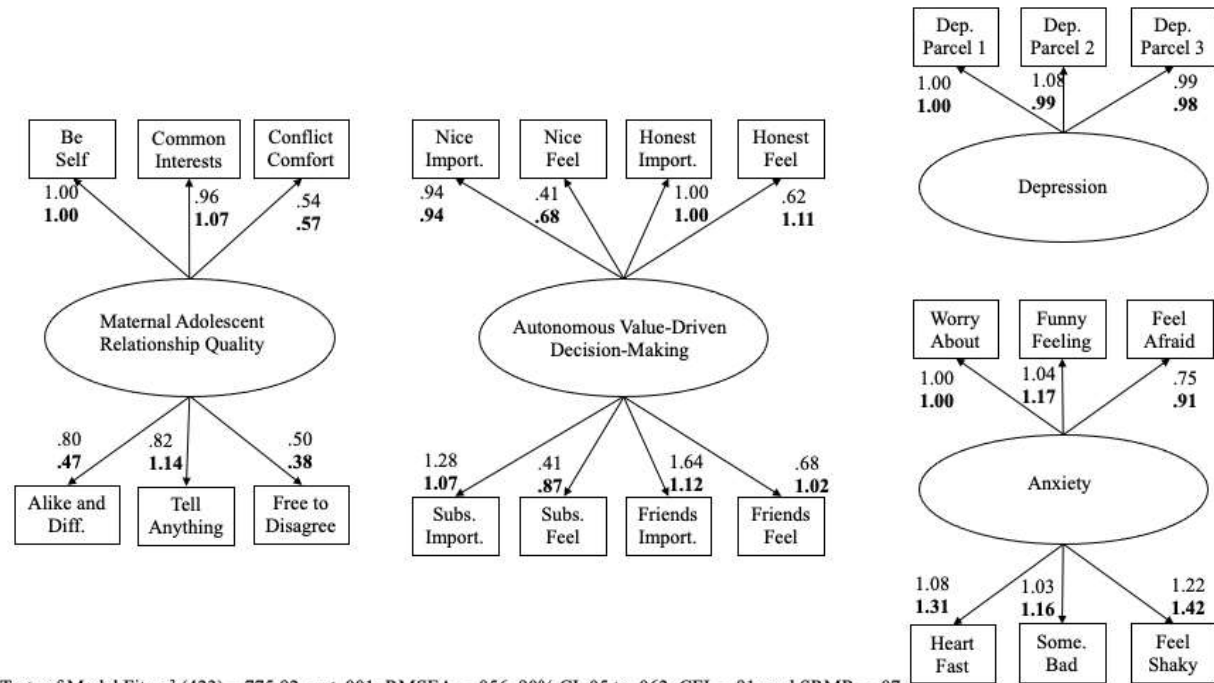 Dep.
Parcel 1
Dep.
Parcel 2
Dep.
Parcel 3
1.00
1.00
1.08
.99
.99
.98
Depression
Be
Self
Common
Interests
Conflict
Comfort
1.00
1.00
.96
1.07
.54
.57
Maternal Adolescent
Relationship Quality
.80
.47
.82
1.14
.50
.38
Alike and
Diff.
Tell
Anything
Free to
Disagree
Nice
Import.
Nice
Feel
Honest
Import.
Honest
Feel
.94
.94
.41
.68
1.00
1.00
.62
1.11
Autonomous Value-Driven
Decision-Making
1.28
1.07
.41
.87
1.64
1.12
.68
1.02
Subs.
Import.
Subs.
Feel
Friends
Import.
Friends
Feel
Worry
About
Funny
Feeling
Feel
Afraid
1.00
1.00
1.04
1.17
.75
.91
Anxiety
1.08
1.31
1.03
1.16
1.22
1.42
Heart
Fast
Some.
Bad
Feel
Shaky